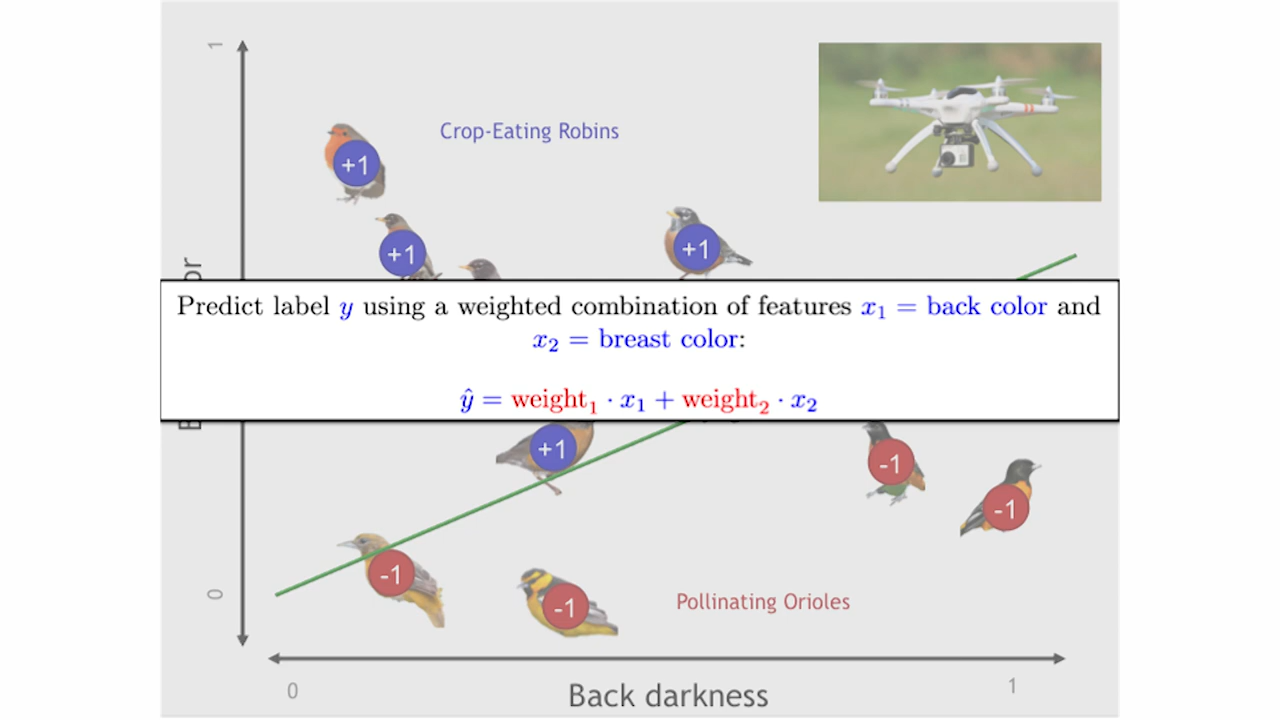 1
Crop-Eating Robins
+1
+1
+1
Predict label y using a weighted combination of features x₁ = back color and
x₂ = breast color:
ŷ = weight₁ · x₁ + weight₂ · x₂
+1
-1
-1
-1
-1
Pollinating Orioles
0
0
1
Back darkness